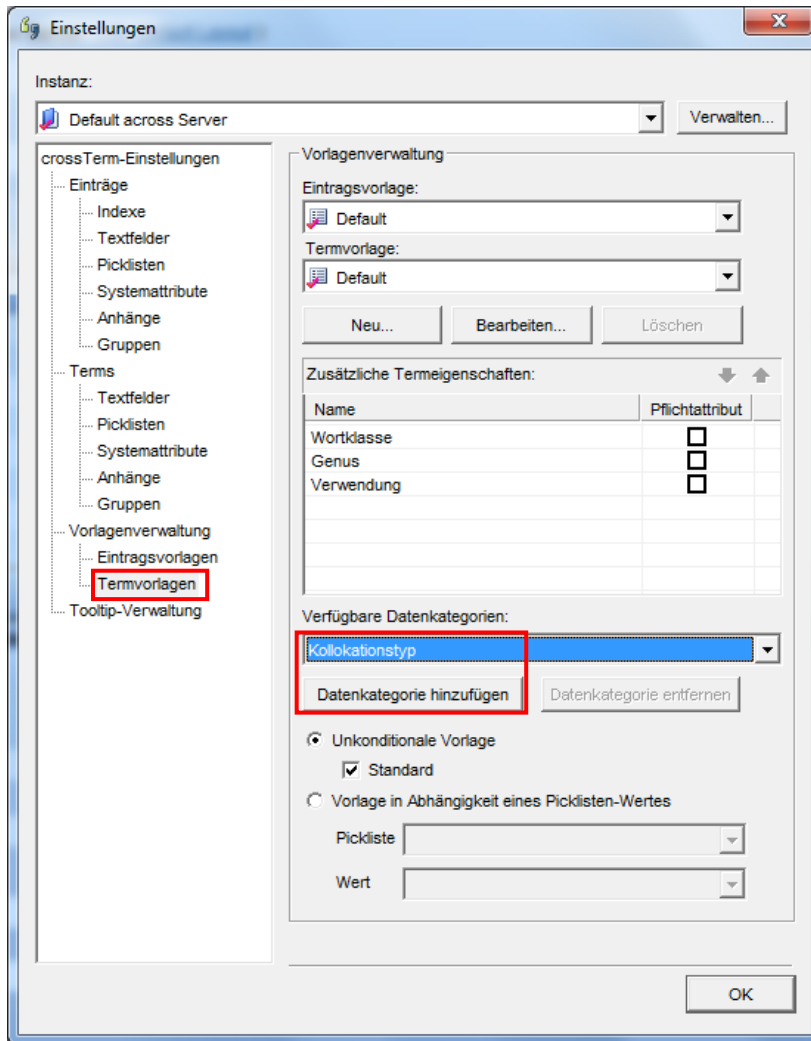 Einstellungen
Instanz:
Default across Server
Verwalten...
crossTerm-Einstellungen
Einträge
Indexe
Textfelder
Picklisten
Systemattribute
Anhänge
Gruppen
Terms
Textfelder
Picklisten
Systemattribute
Anhänge
Gruppen
Vorlagenverwaltung
Eintragsvorlagen
Termvorlagen
Tooltip-Verwaltung
Vorlagenverwaltung
Eintragsvorlage:
Default
Termvorlage:
Default
Neu...
Bearbeiten...
Löschen
Zusätzliche Termeigenschaften:
Name Pflichtattribut
Wortklasse
Genus
Verwendung
Verfügbare Datenkategorien:
Kollokationstyp
Datenkategorie hinzufügen
Datenkategorie entfernen
Unkonditionale Vorlage
Standard
Vorlage in Abhängigkeit eines Picklisten-Wertes
Pickliste
Wert
OK